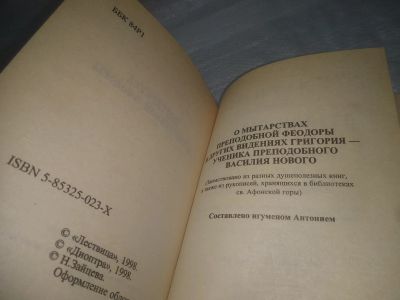 ББК 84Р1
ISBN 5-85325-023-X
© «Лествица», 1998.
© «Диоптра», 1998.
© Н.Зайцева.
Оформление обло
О МЫТАРСТВАХ
ПРЕПОДОБНОЙ ФЕОДОРЫ
И ДРУГИХ ВИДЕНИЯХ ГРИГОРИЯ —
УЧЕНИКА ПРЕПОДОБНОГО
ВАСИЛИЯ НОВОГО
(Заимствовано из разных душеполезных книг,
а также из рукописей, хранящихся в библиотеках
св. Афонской горы)
Составлено игуменом Антонием